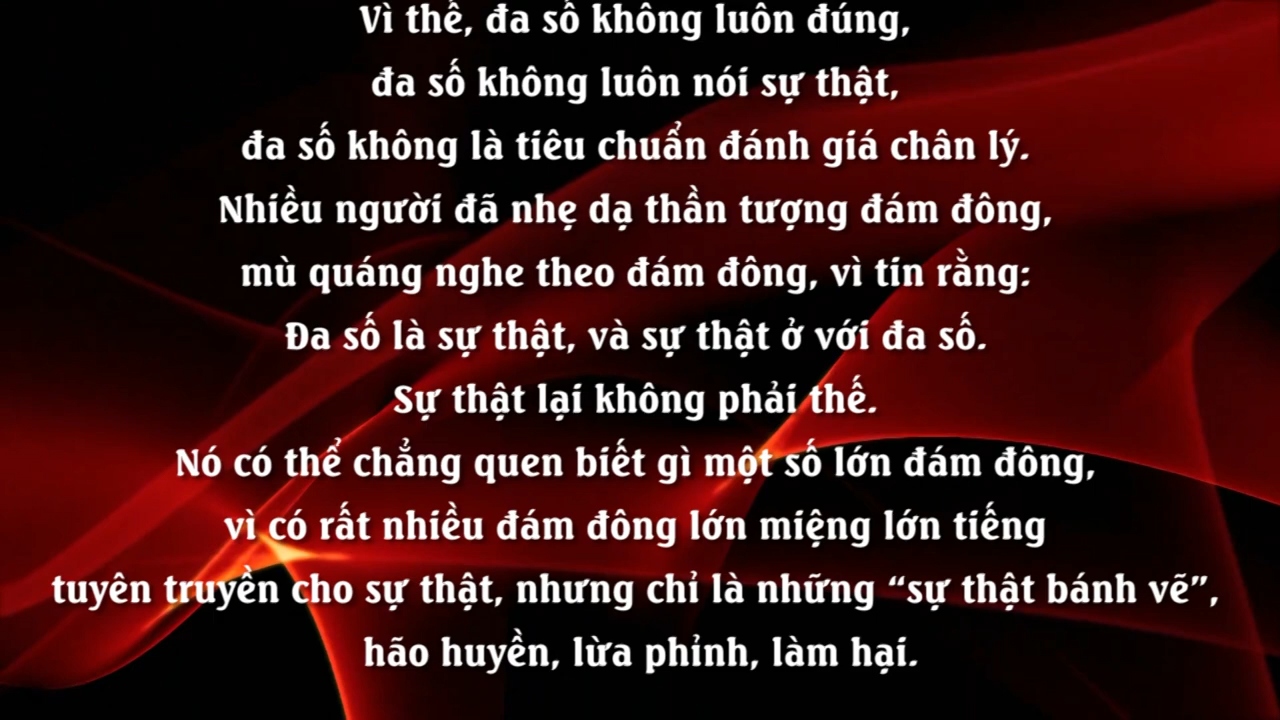 Vì thế, đa số không luôn đúng,
đa số không luôn nói sự thật,
đa số không là tiêu chuẩn đánh giá chân lý.
Nhiều người đã nhẹ dạ thần tượng đám đông,
mù quáng nghe theo đám đông, vì tin rằng:
Đa số là sự thật, và sự thật ở với đa số.
Sự thật lại không phải thế.
Nó có thể chẳng quen biết gì một số lớn đám đông,
vì có rất nhiều đám đông lớn miệng lớn tiếng
tuyên truyền cho sự thật, nhưng chỉ là những “sự thật bánh vẽ”,
hão huyền, lừa phỉnh, làm hại.